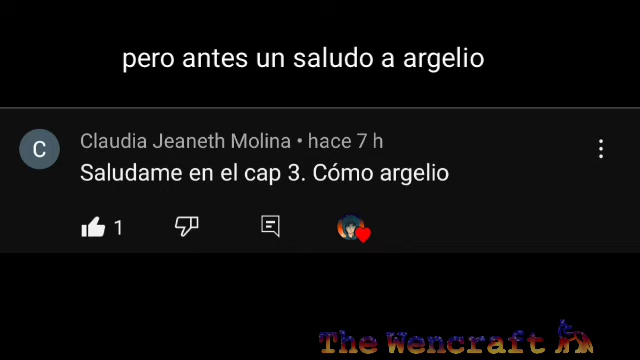 pero antes un saludo a argelio
C
Claudia Jeaneth Molina • hace 7 h
Saludame en el cap 3. Cómo argelio
1
The Wencraft